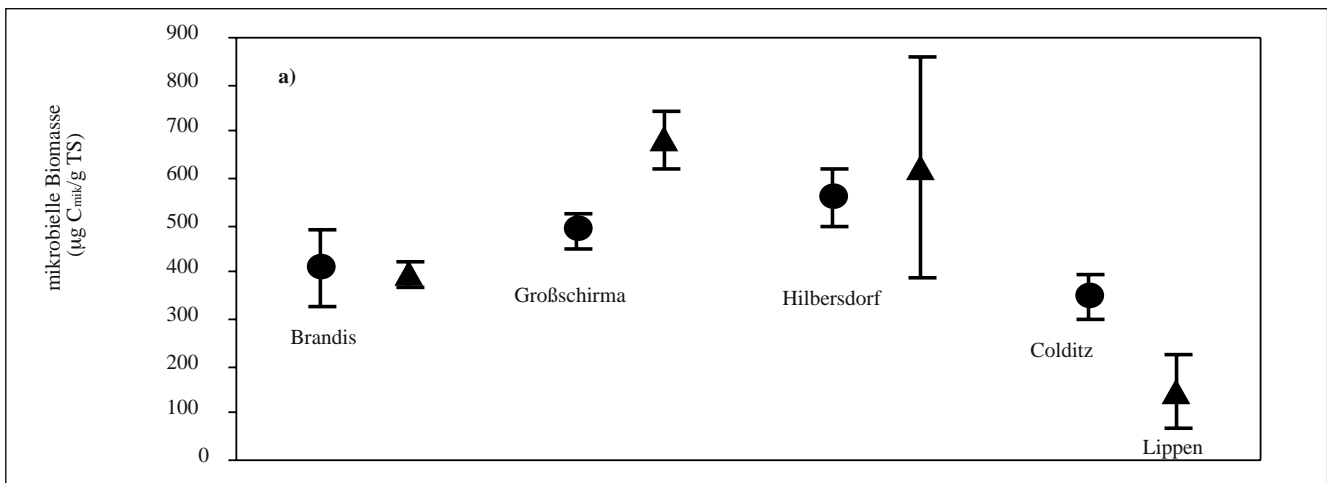 900
a)
800
700
600
500
400
300
200
100
0
mikrobielle Biomasse
(µg Cmik/g TS)
Brandis
Großschirma
Hilbersdorf
Colditz
Lippen